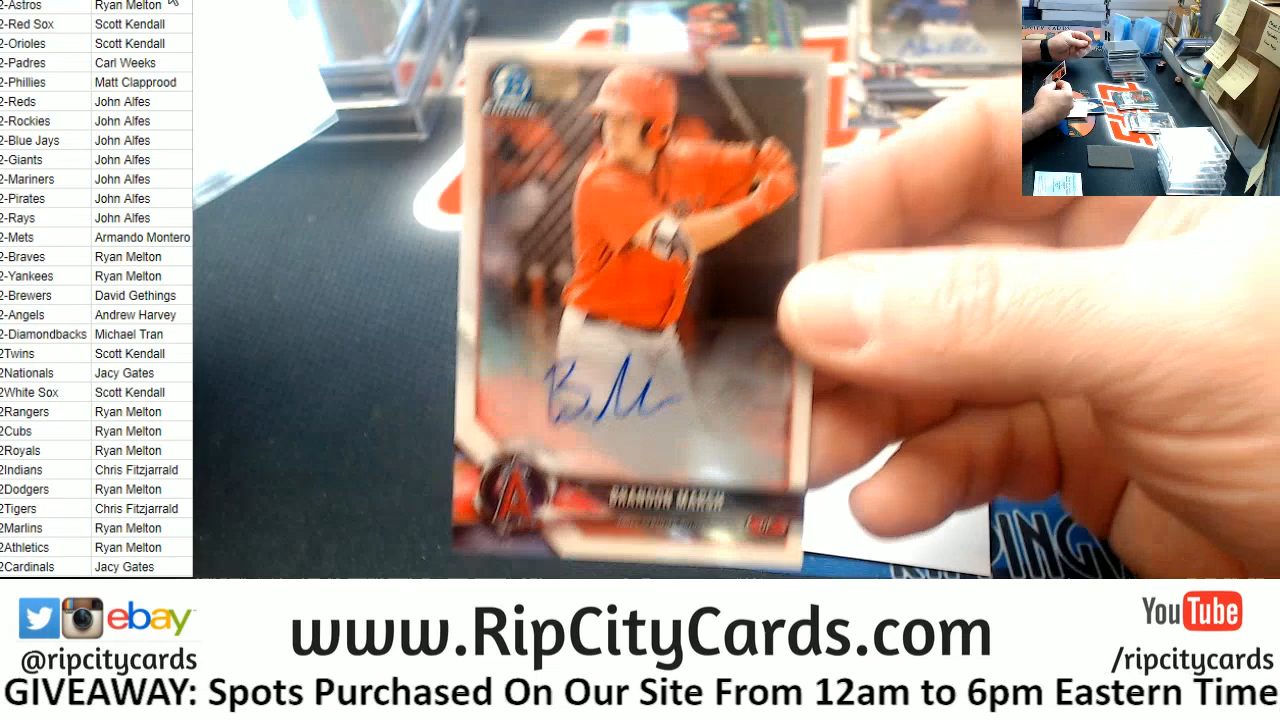 2-Astros Ryan Melton
2-Red Sox Scott Kendall
2-Orioles Scott Kendall
2-Padres Carl Weeks
2-Phillies Matt Clapprood
2-Reds John Alfes
2-Rockies John Alfes
2-Blue Jays John Alfes
2-Giants John Alfes
2-Mariners John Alfes
2-Pirates John Alfes
2-Rays John Alfes
2-Mets Armando Montero
2-Braves Ryan Melton
2-Yankees Ryan Melton
2-Brewers David Gethings
2-Angels Andrew Harvey
2-Diamondbacks Michael Tran
2Twins Scott Kendall
2Nationals Jacy Gates
2White Sox Scott Kendall
2Rangers Ryan Melton
2Cubs Ryan Melton
2Royals Ryan Melton
2Indians Chris Fitzjarrald
2Dodgers Ryan Melton
2Tigers Chris Fitzjarrald
2Marlins Ryan Melton
2Athletics Ryan Melton
2Cardinals Jacy Gates
A
BRANDON MARSH
ebay
@ripcitycards
www.RipCityCards.com
YouTube
/ripcitycards
GIVEAWAY: Spots Purchased On Our Site From 12am to 6pm Eastern Time